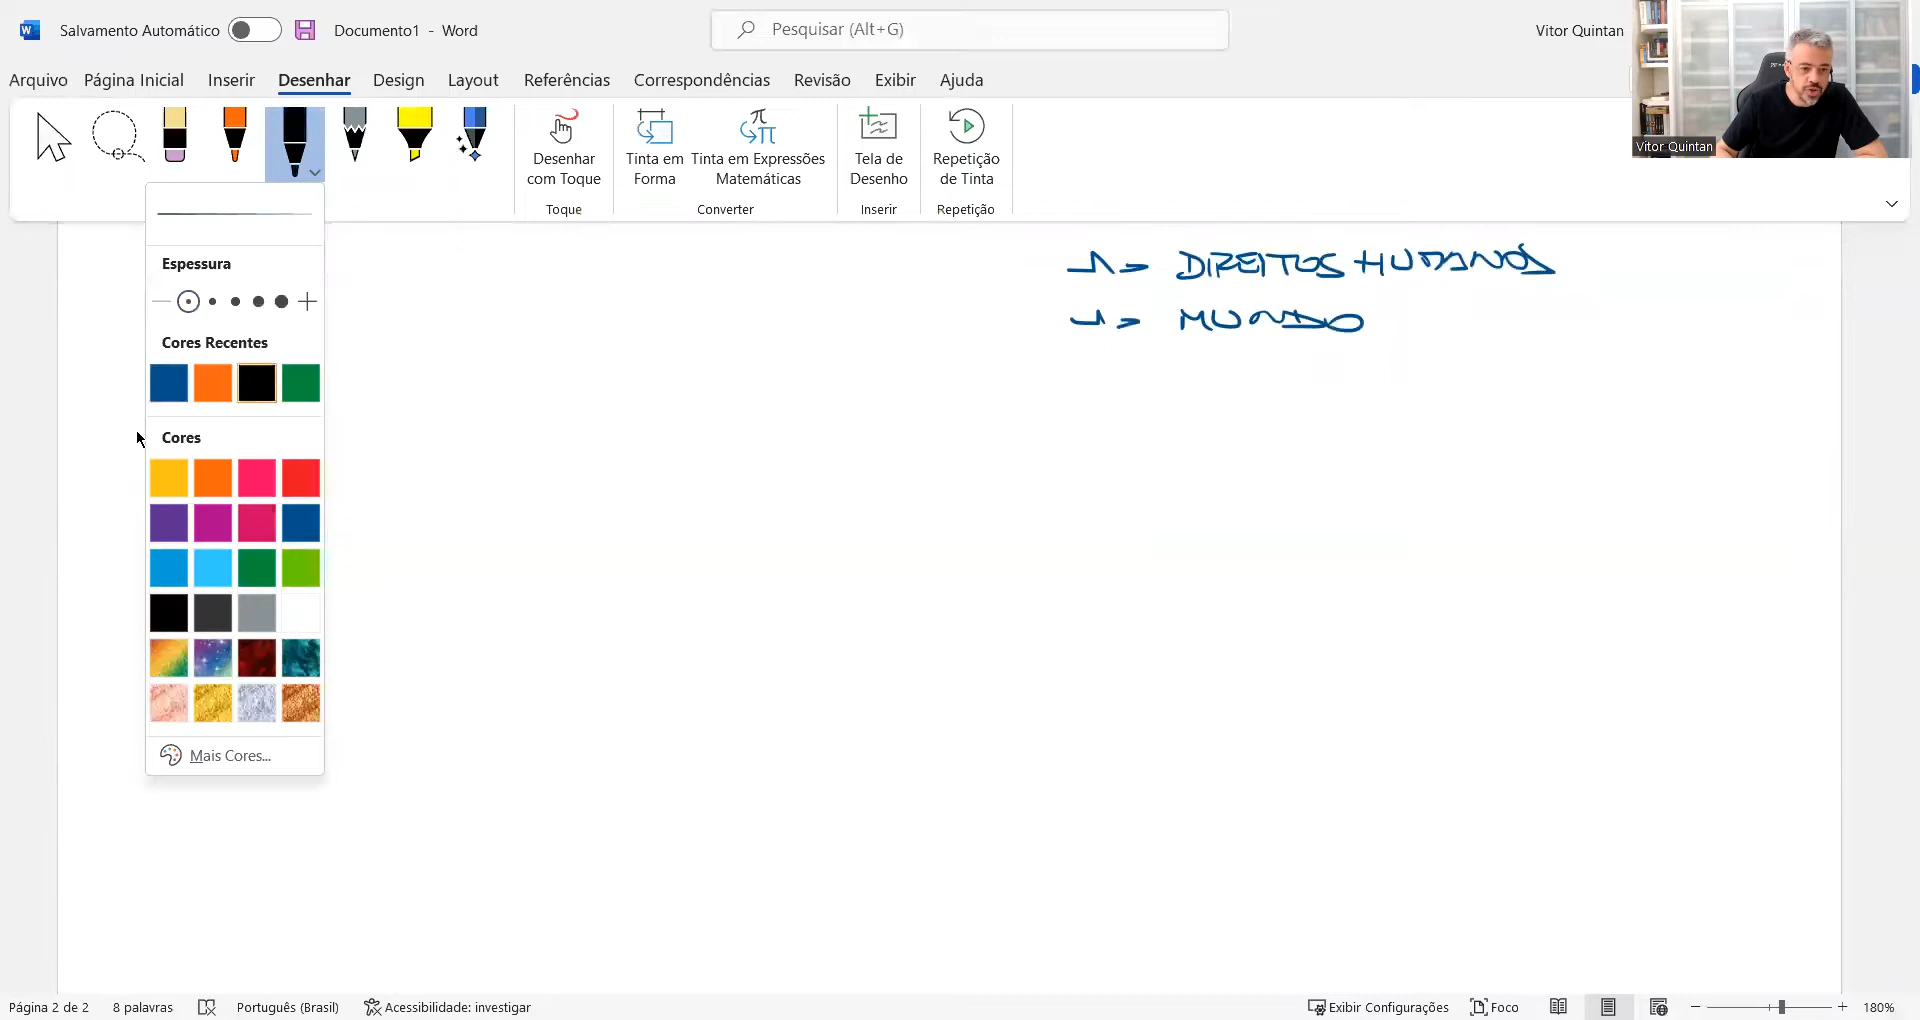 Salvamento Automático
Documento1 - Word
Pesquisar (Alt+G)
Vitor Quintan
Arquivo Página Inicial Inserir Desenhar Design Layout Referências Correspondências Revisão Exibir Ajuda
Desenhar com Toque
Toque
Tinta em Forma
Tinta em Expressões Matemáticas
Converter
Tela de Desenho
Inserir
Repetição de Tinta
Repetição
Vitor Quintan
Espessura
Cores Recentes
Cores
Mais Cores...
DIREITOS HUMANOS
MUNDO
Página 2 de 2 8 palavras Português (Brasil) Acessibilidade: investigar Exibir Configurações Foco 180%